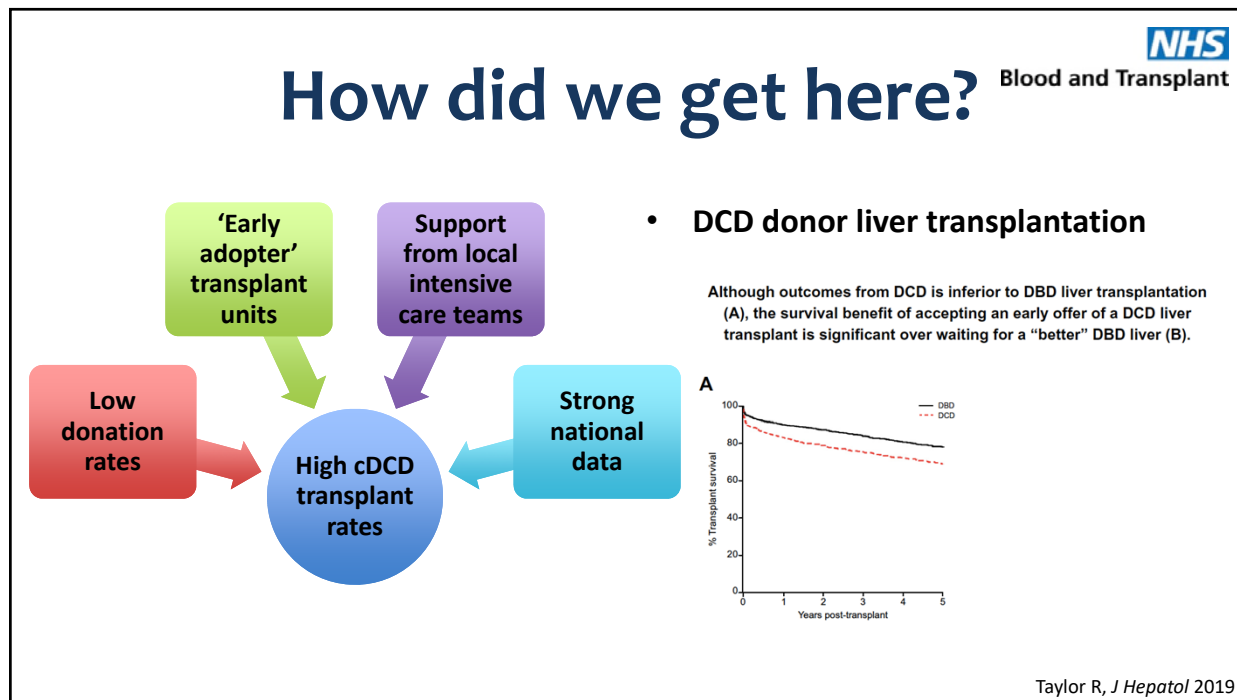 How did we get here?
NHS
Blood and Transplant
'Early
adopter'
transplant
units
Support
from local
intensive
care teams
Low
donation
rates
Strong
national
data
High cDCD
transplant
rates
• DCD donor liver transplantation
Although outcomes from DCD is inferior to DBD liver transplantation
(A), the survival benefit of accepting an early offer of a DCD liver
transplant is significant over waiting for a “better” DBD liver (B).
A
DBD
DCD
% Transplant survival
100
80
60
40
20
0
0 1 2 3 4 5
Years post-transplant
Taylor R, J Hepatol 2019